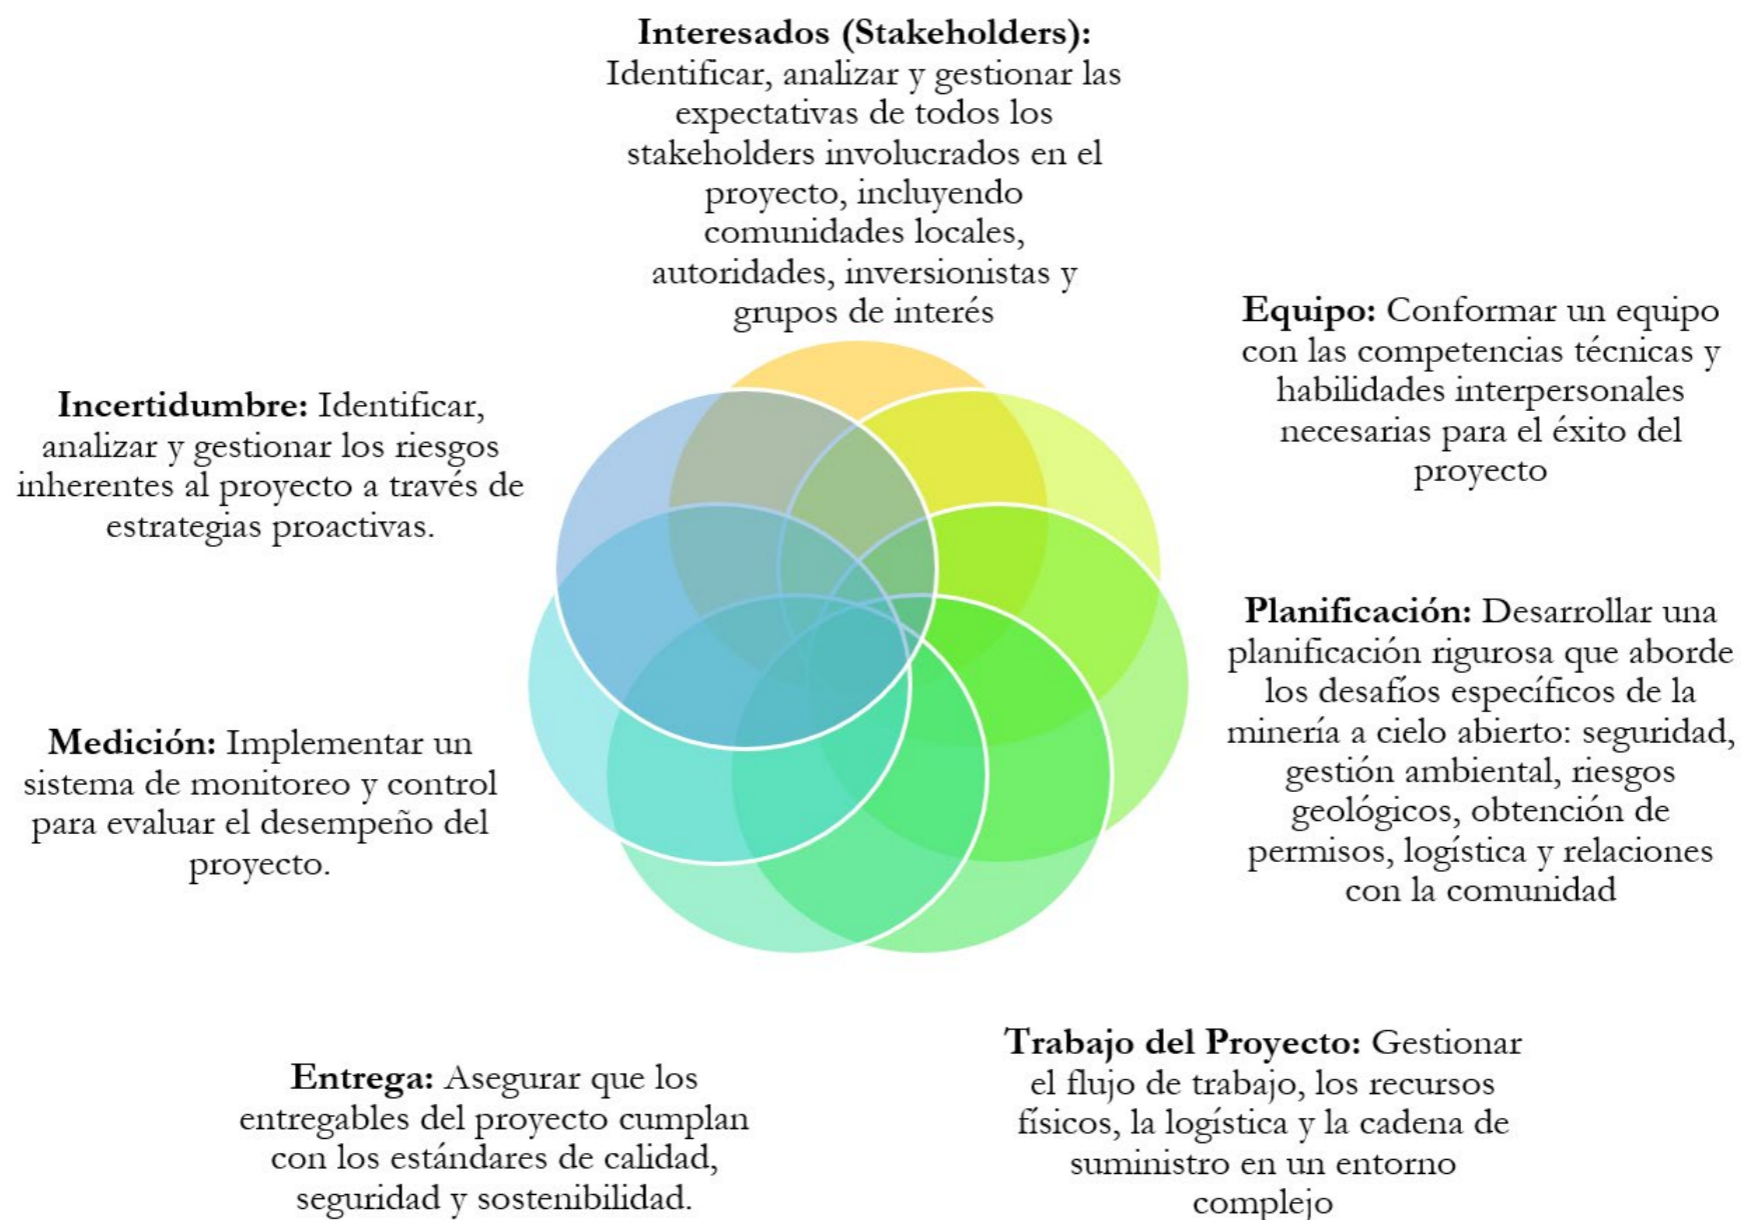 Interesados (Stakeholders):
Identificar, analizar y gestionar las
expectativas de todos los
stakeholders involucrados en el
proyecto, incluyendo
comunidades locales,
autoridades, inversionistas y
grupos de interés
Equipo: Conformar un equipo
con las competencias técnicas y
habilidades interpersonales
necesarias para el éxito del
proyecto
Planificación: Desarrollar una
planificación rigurosa que aborde
los desafíos específicos de la
minería a cielo abierto: seguridad,
gestión ambiental, riesgos
geológicos, obtención de
permisos, logística y relaciones
con la comunidad
Trabajo del Proyecto: Gestionar
el flujo de trabajo, los recursos
físicos, la logística y la cadena de
suministro en un entorno
complejo
Entrega: Asegurar que los
entregables del proyecto cumplan
con los estándares de calidad,
seguridad y sostenibilidad.
Medición: Implementar un
sistema de monitoreo y control
para evaluar el desempeño del
proyecto.
Incertidumbre: Identificar,
analizar y gestionar los riesgos
inherentes al proyecto a través de
estrategias proactivas.